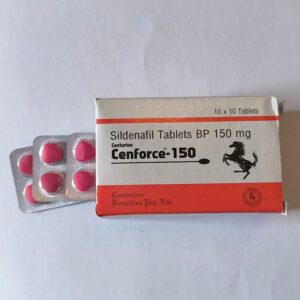 10 x 10 Tablets
Sildenafil Tablets BP 150 mg
Centurion
Cenforce®-150
Centurion
Remedies Pvt. Ltd.